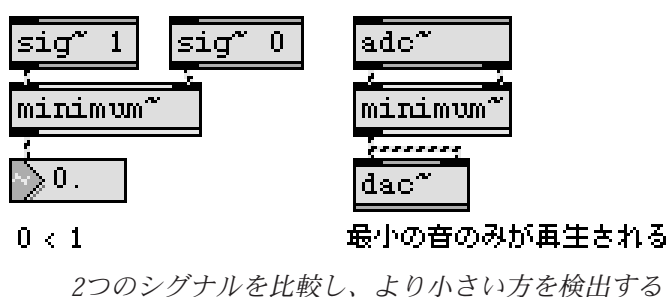 sig~ 1 sig~ 0 adc~
minimum~ minimum~
0. dac~
0 < 1 最小の音のみが再生される
2つのシグナルを比較し、より小さい方を検出する